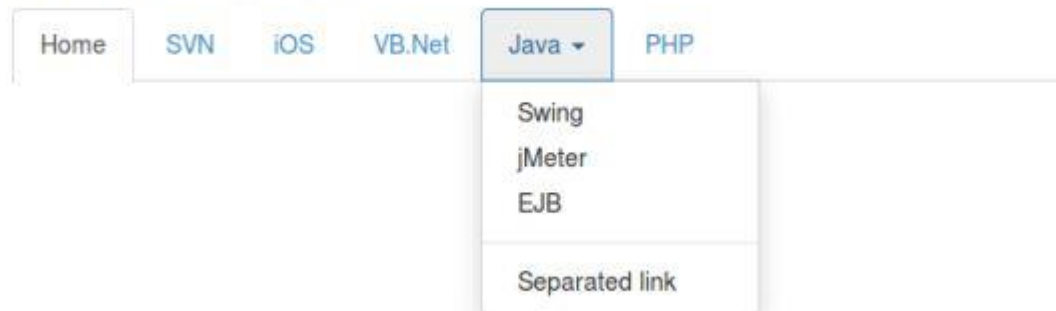 Home SVN iOS VB.Net Java PHP
Swing
jMeter
EJB
Separated link